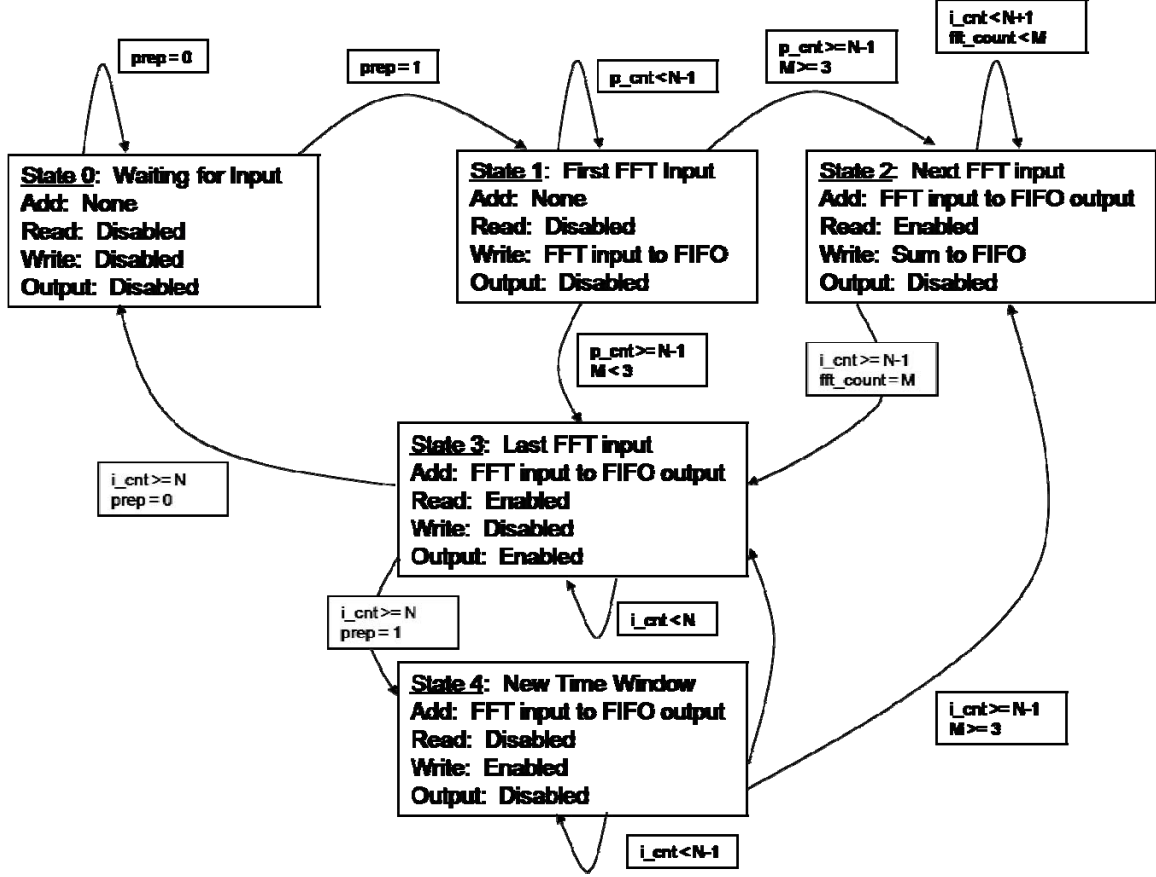 i_cnt<N+1
fft_count<M
prep=0
prep=1
p_cnt<N-1
p_cnt>=N-1
M>=3
State 0: Waiting for Input
Add: None
Read: Disabled
Write: Disabled
Output: Disabled
State 1: First FFT Input
Add: None
Read: Disabled
Write: FFT input to FIFO
Output: Disabled
State 2: Next FFT input
Add: FFT input to FIFO output
Read: Enabled
Write: Sum to FIFO
Output: Disabled
p_cnt>=N-1
M<3
i_cnt>=N-1
fft_count=M
State 3: Last FFT input
Add: FFT input to FIFO output
Read: Enabled
Write: Disabled
Output: Enabled
i_cnt>=N
prep=0
i_cnt>=N
prep=1
i_cnt<N
State 4: New Time Window
Add: FFT input to FIFO output
Read: Disabled
Write: Enabled
Output: Disabled
i_cnt>=N-1
M>=3
i_cnt<N-1